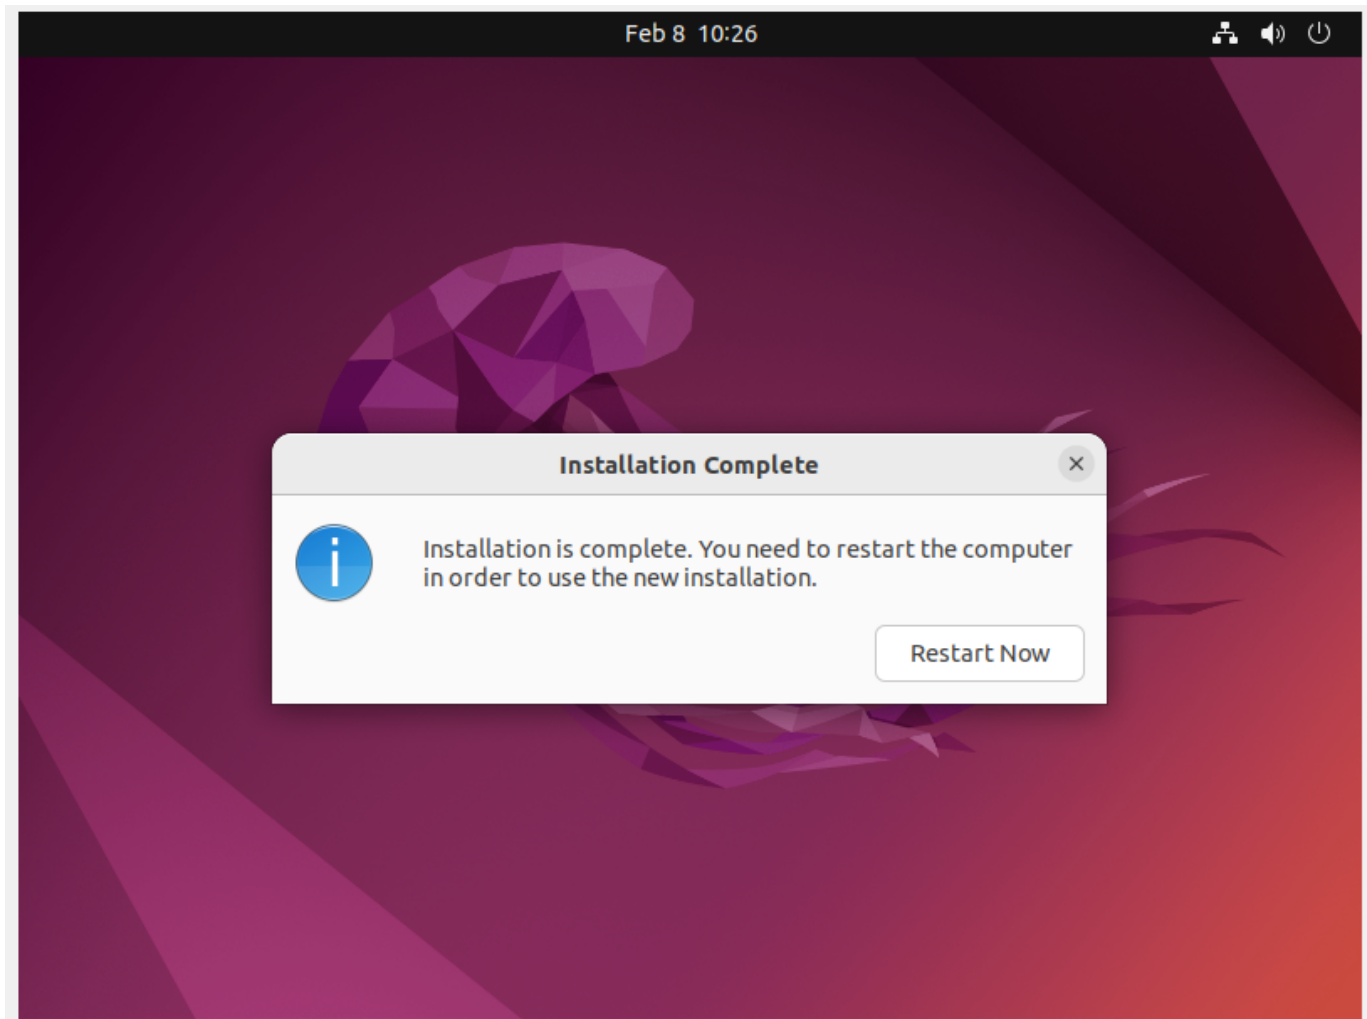 Feb 8 10:26
Installation Complete
Installation is complete. You need to restart the computer
in order to use the new installation.
Restart Now